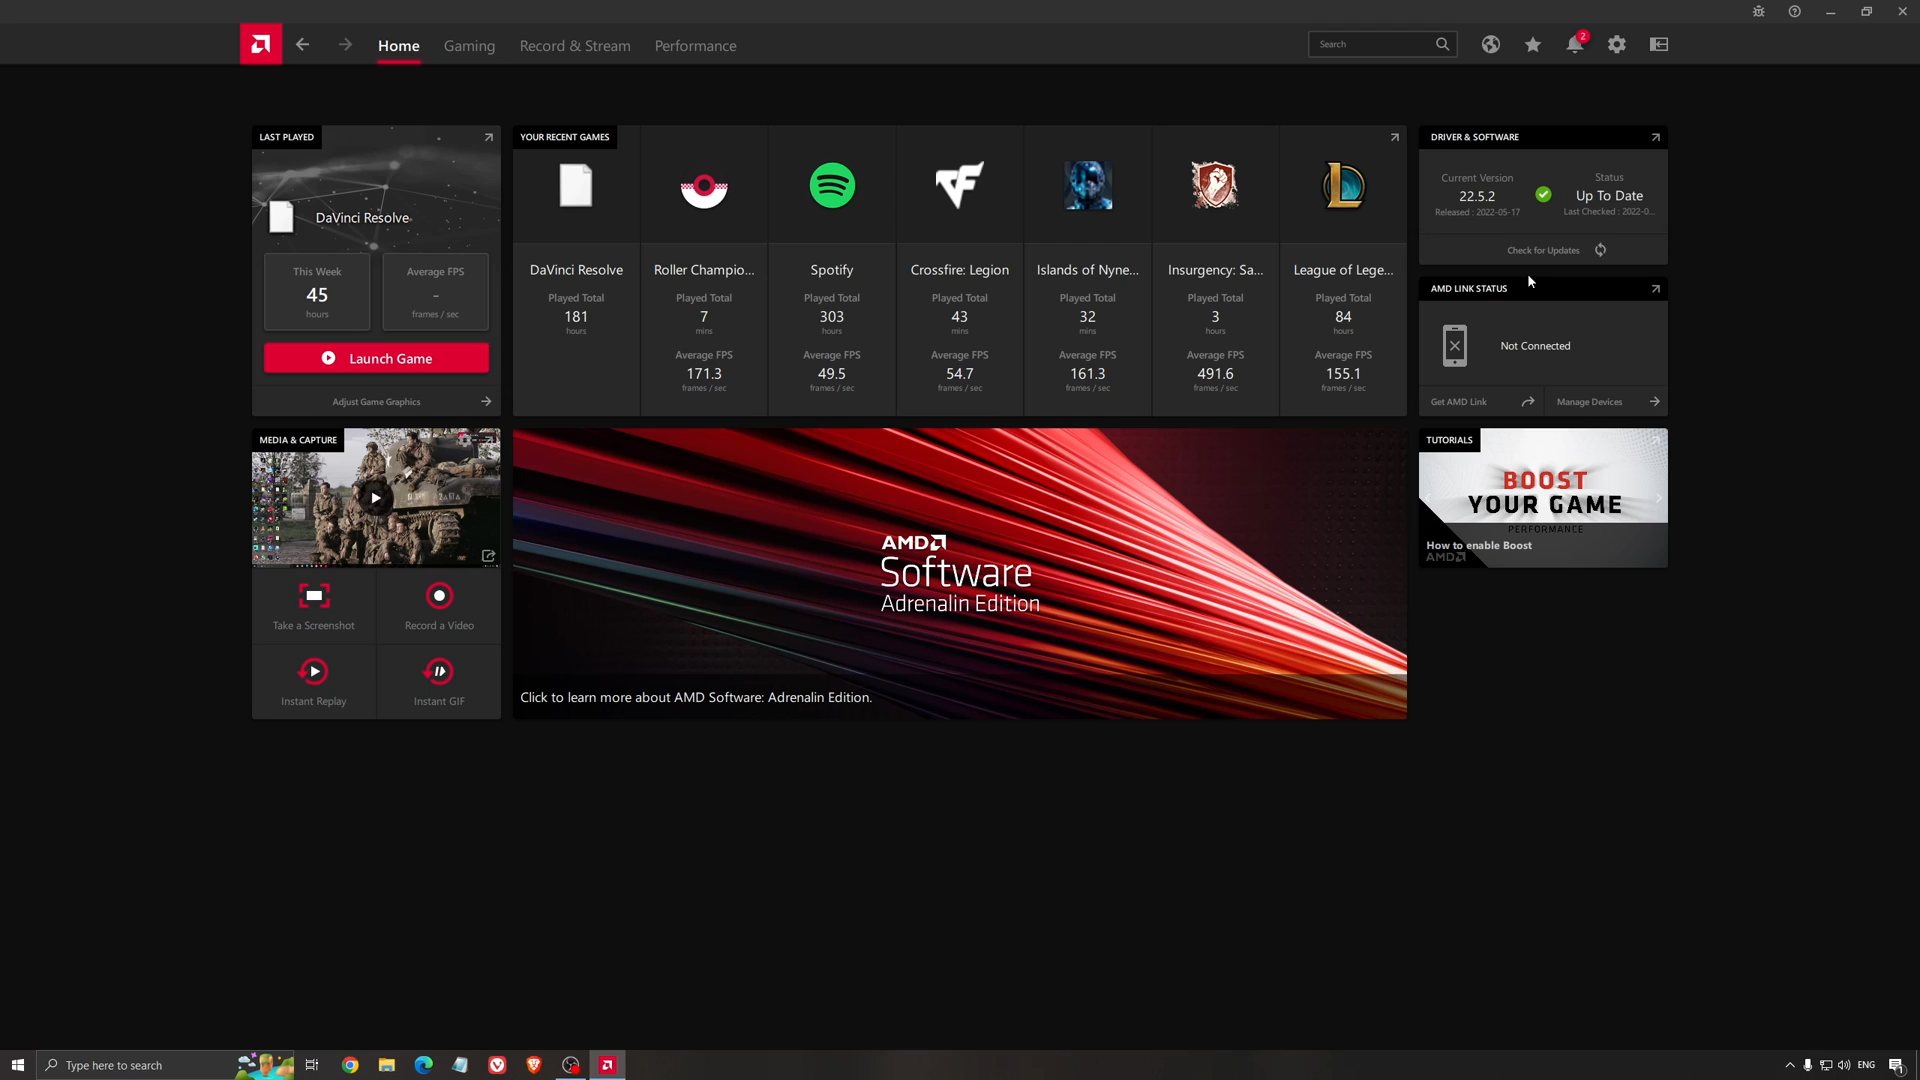 Home
Gaming
Record & Stream
Performance
Search
2
LAST PLAYED
DaVinci Resolve
This Week
45
hours
Average FPS
–
frames / sec
Launch Game
Adjust Game Graphics
YOUR RECENT GAMES
DaVinci Resolve
Played Total
181
hours
Roller Champio...
Played Total
7
mins
Average FPS
171.3
frames / sec
Spotify
Played Total
303
hours
Average FPS
49.5
frames / sec
Crossfire: Legion
Played Total
43
mins
Average FPS
54.7
frames / sec
Islands of Nyne...
Played Total
32
mins
Average FPS
161.3
frames / sec
Insurgency: Sa...
Played Total
3
hours
Average FPS
491.6
frames / sec
League of Lege...
Played Total
84
hours
Average FPS
155.1
frames / sec
DRIVER & SOFTWARE
Current Version
22.5.2
Released : 2022-05-17
Status
Up To Date
Last Checked : 2022-0...
Check for Updates
AMD LINK STATUS
Not Connected
Get AMD Link
Manage Devices
MEDIA & CAPTURE
Take a Screenshot
Record a Video
Instant Replay
Instant GIF
AMD
Software
Adrenalin Edition
Click to learn more about AMD Software: Adrenalin Edition.
TUTORIALS
BOOST
YOUR GAME
PERFORMANCE
How to enable Boost
AMD
Type here to search
ENG
1